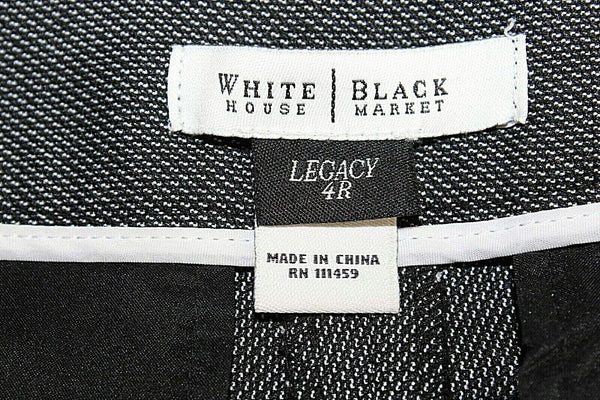 WHITE | BLACK
HOUSE MARKET
LEGACY
4R
MADE IN CHINA
RN 111459